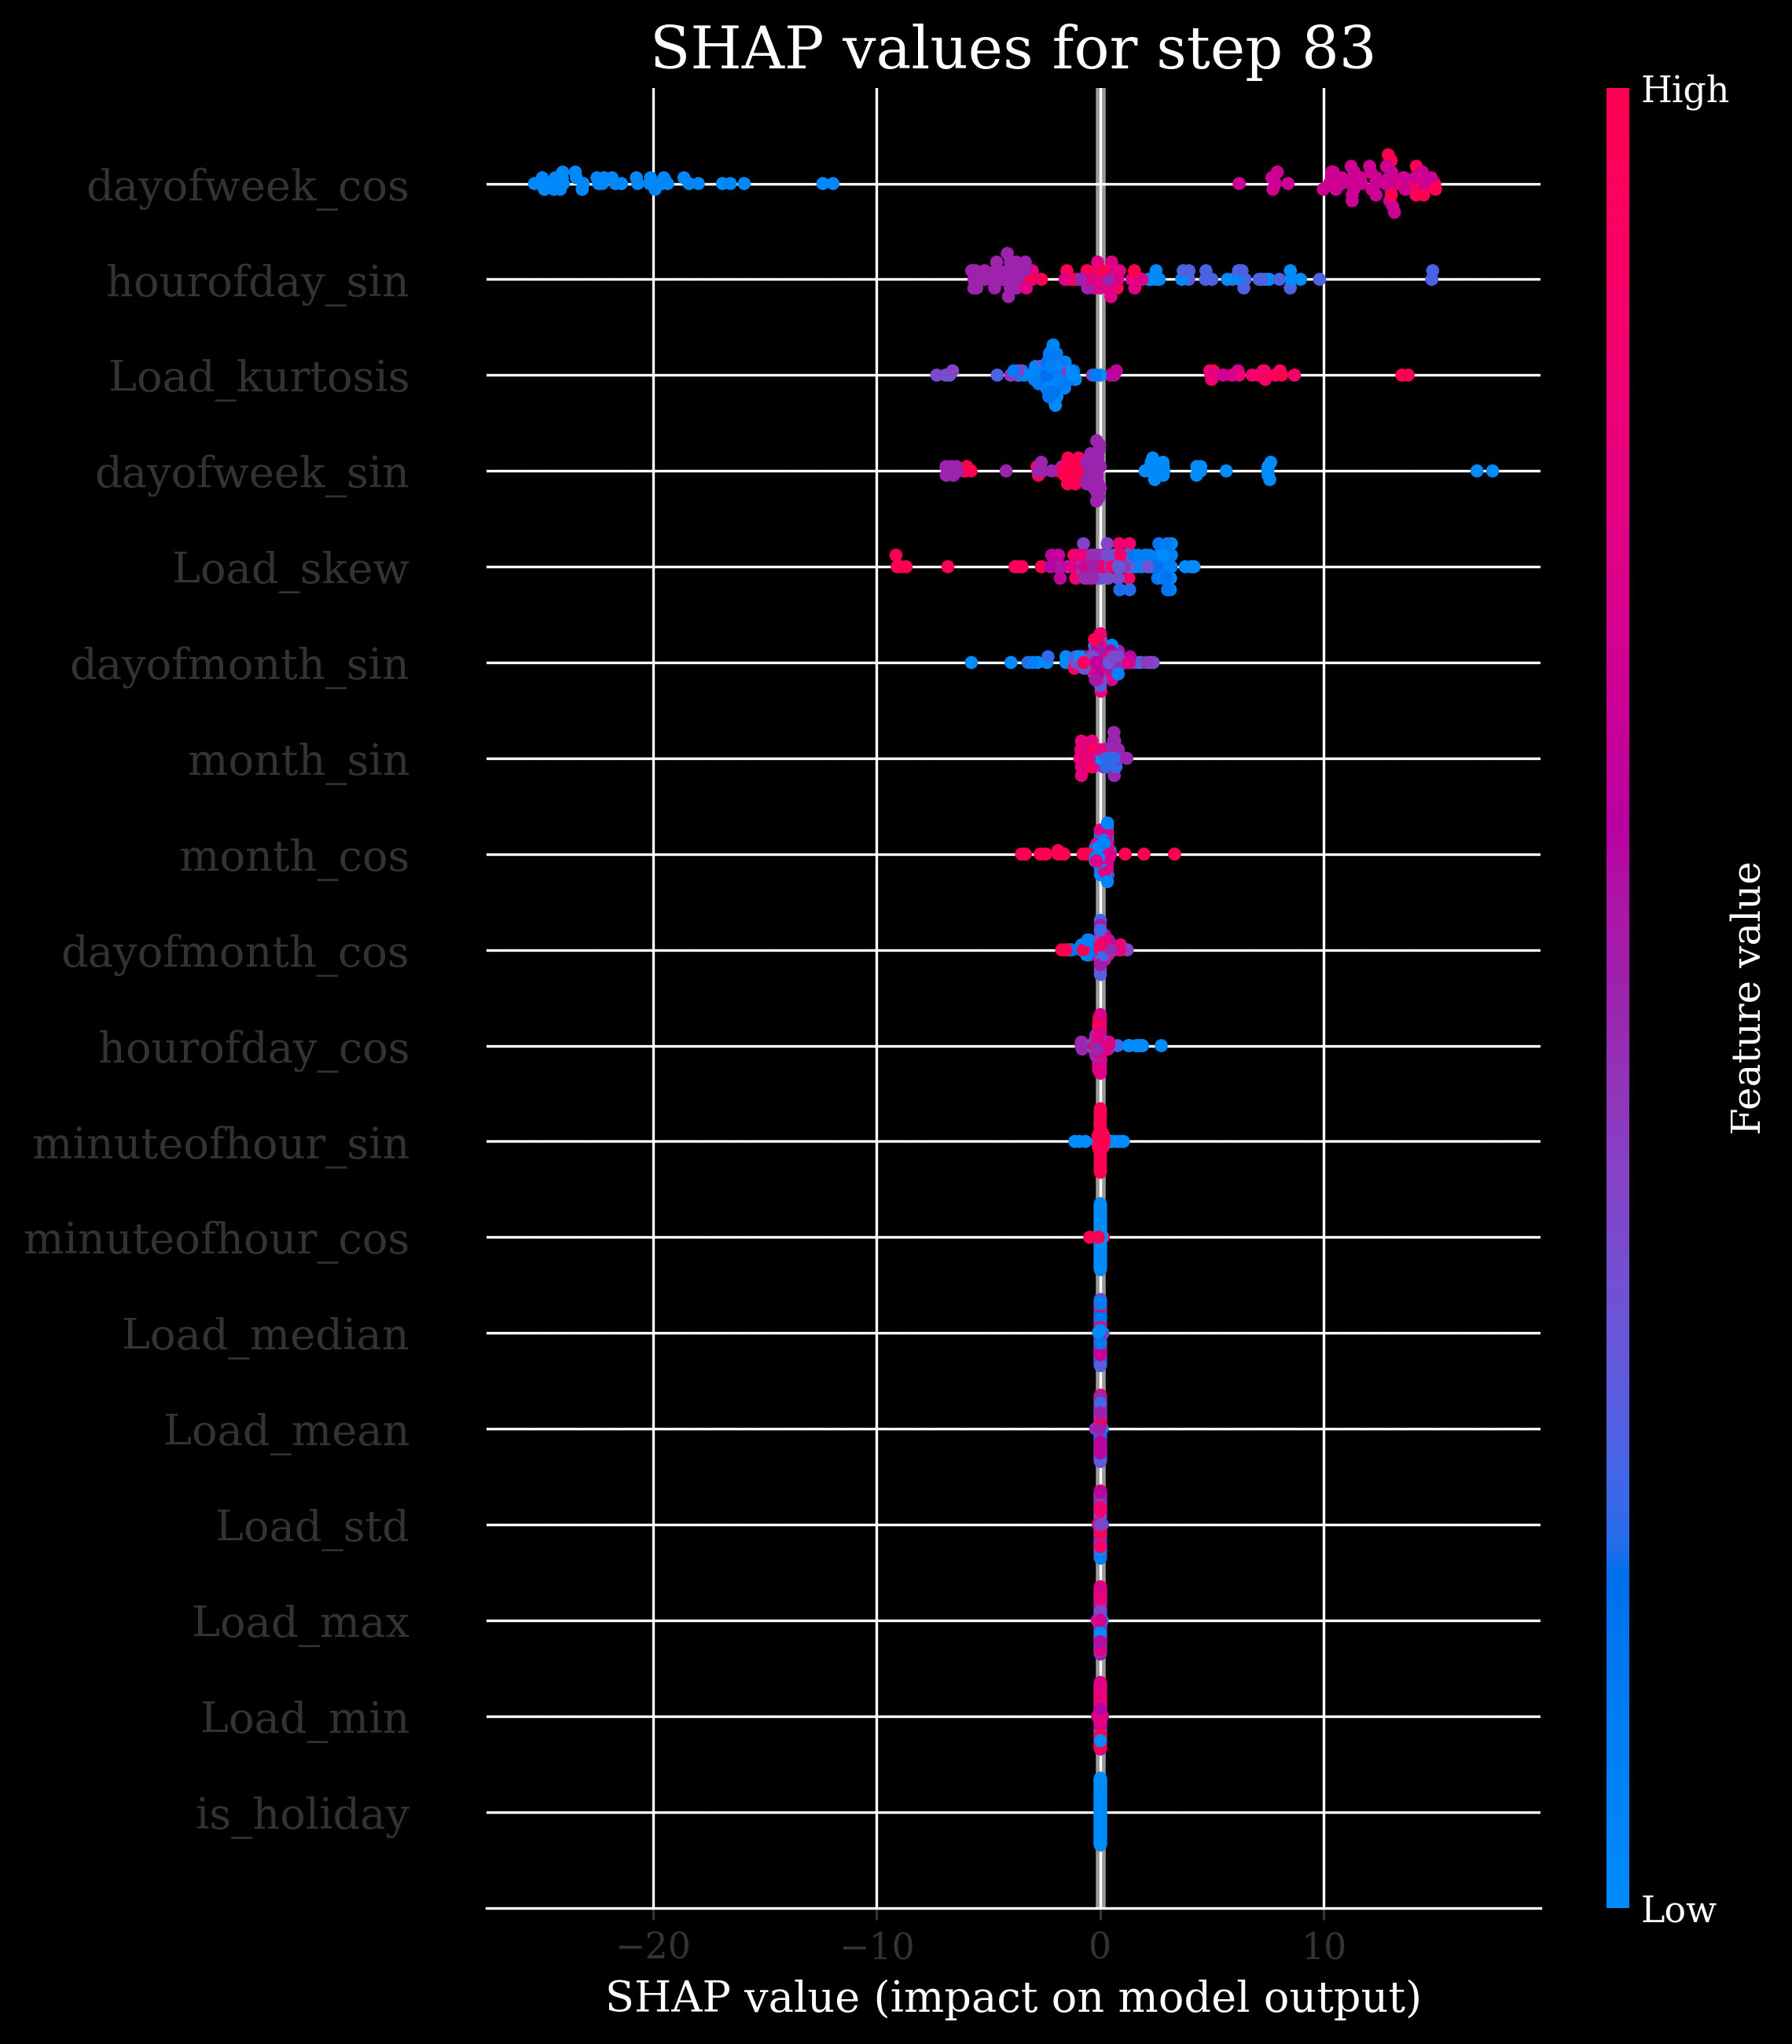 SHAP values for step 83
High
dayofweek_cos
hourofday_sin
Load_kurtosis
dayofweek_sin
Load_skew
dayofmonth_sin
month_sin
month_cos
dayofmonth_cos
hourofday_cos
minuteofhour_sin
minuteofhour_cos
Load_median
Load_mean
Load_std
Load_max
Load_min
is_holiday
Feature value
Low
−20 −10 0 10
SHAP value (impact on model output)